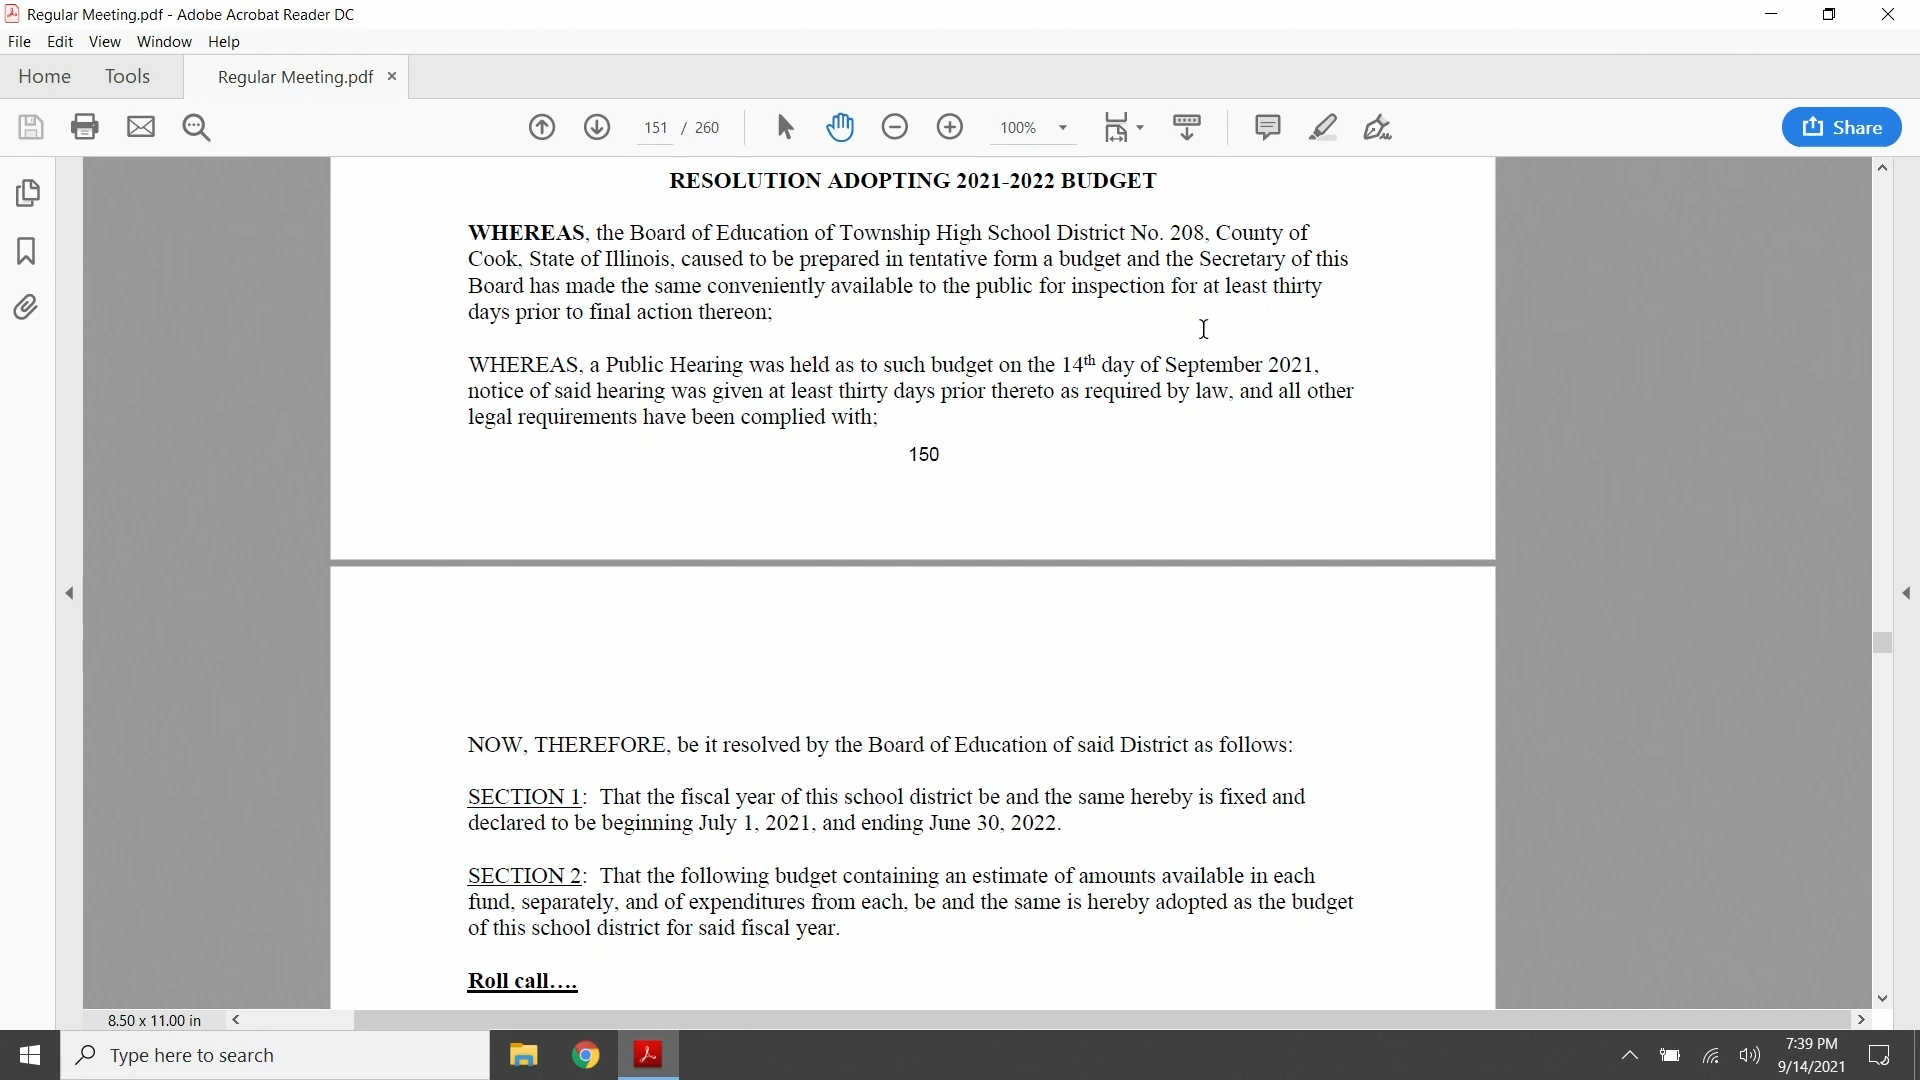 Regular Meeting.pdf - Adobe Acrobat Reader DC
File Edit View Window Help
Home Tools Regular Meeting.pdf ×
151 / 260 100% Share
RESOLUTION ADOPTING 2021-2022 BUDGET
WHEREAS, the Board of Education of Township High School District No. 208, County of
Cook, State of Illinois, caused to be prepared in tentative form a budget and the Secretary of this
Board has made the same conveniently available to the public for inspection for at least thirty
days prior to final action thereon;
WHEREAS, a Public Hearing was held as to such budget on the 14th day of September 2021,
notice of said hearing was given at least thirty days prior thereto as required by law, and all other
legal requirements have been complied with;
150
NOW, THEREFORE, be it resolved by the Board of Education of said District as follows:
SECTION 1: That the fiscal year of this school district be and the same hereby is fixed and
declared to be beginning July 1, 2021, and ending June 30, 2022.
SECTION 2: That the following budget containing an estimate of amounts available in each
fund, separately, and of expenditures from each, be and the same is hereby adopted as the budget
of this school district for said fiscal year.
Roll call….
8.50 x 11.00 in
Type here to search
7:39 PM
9/14/2021